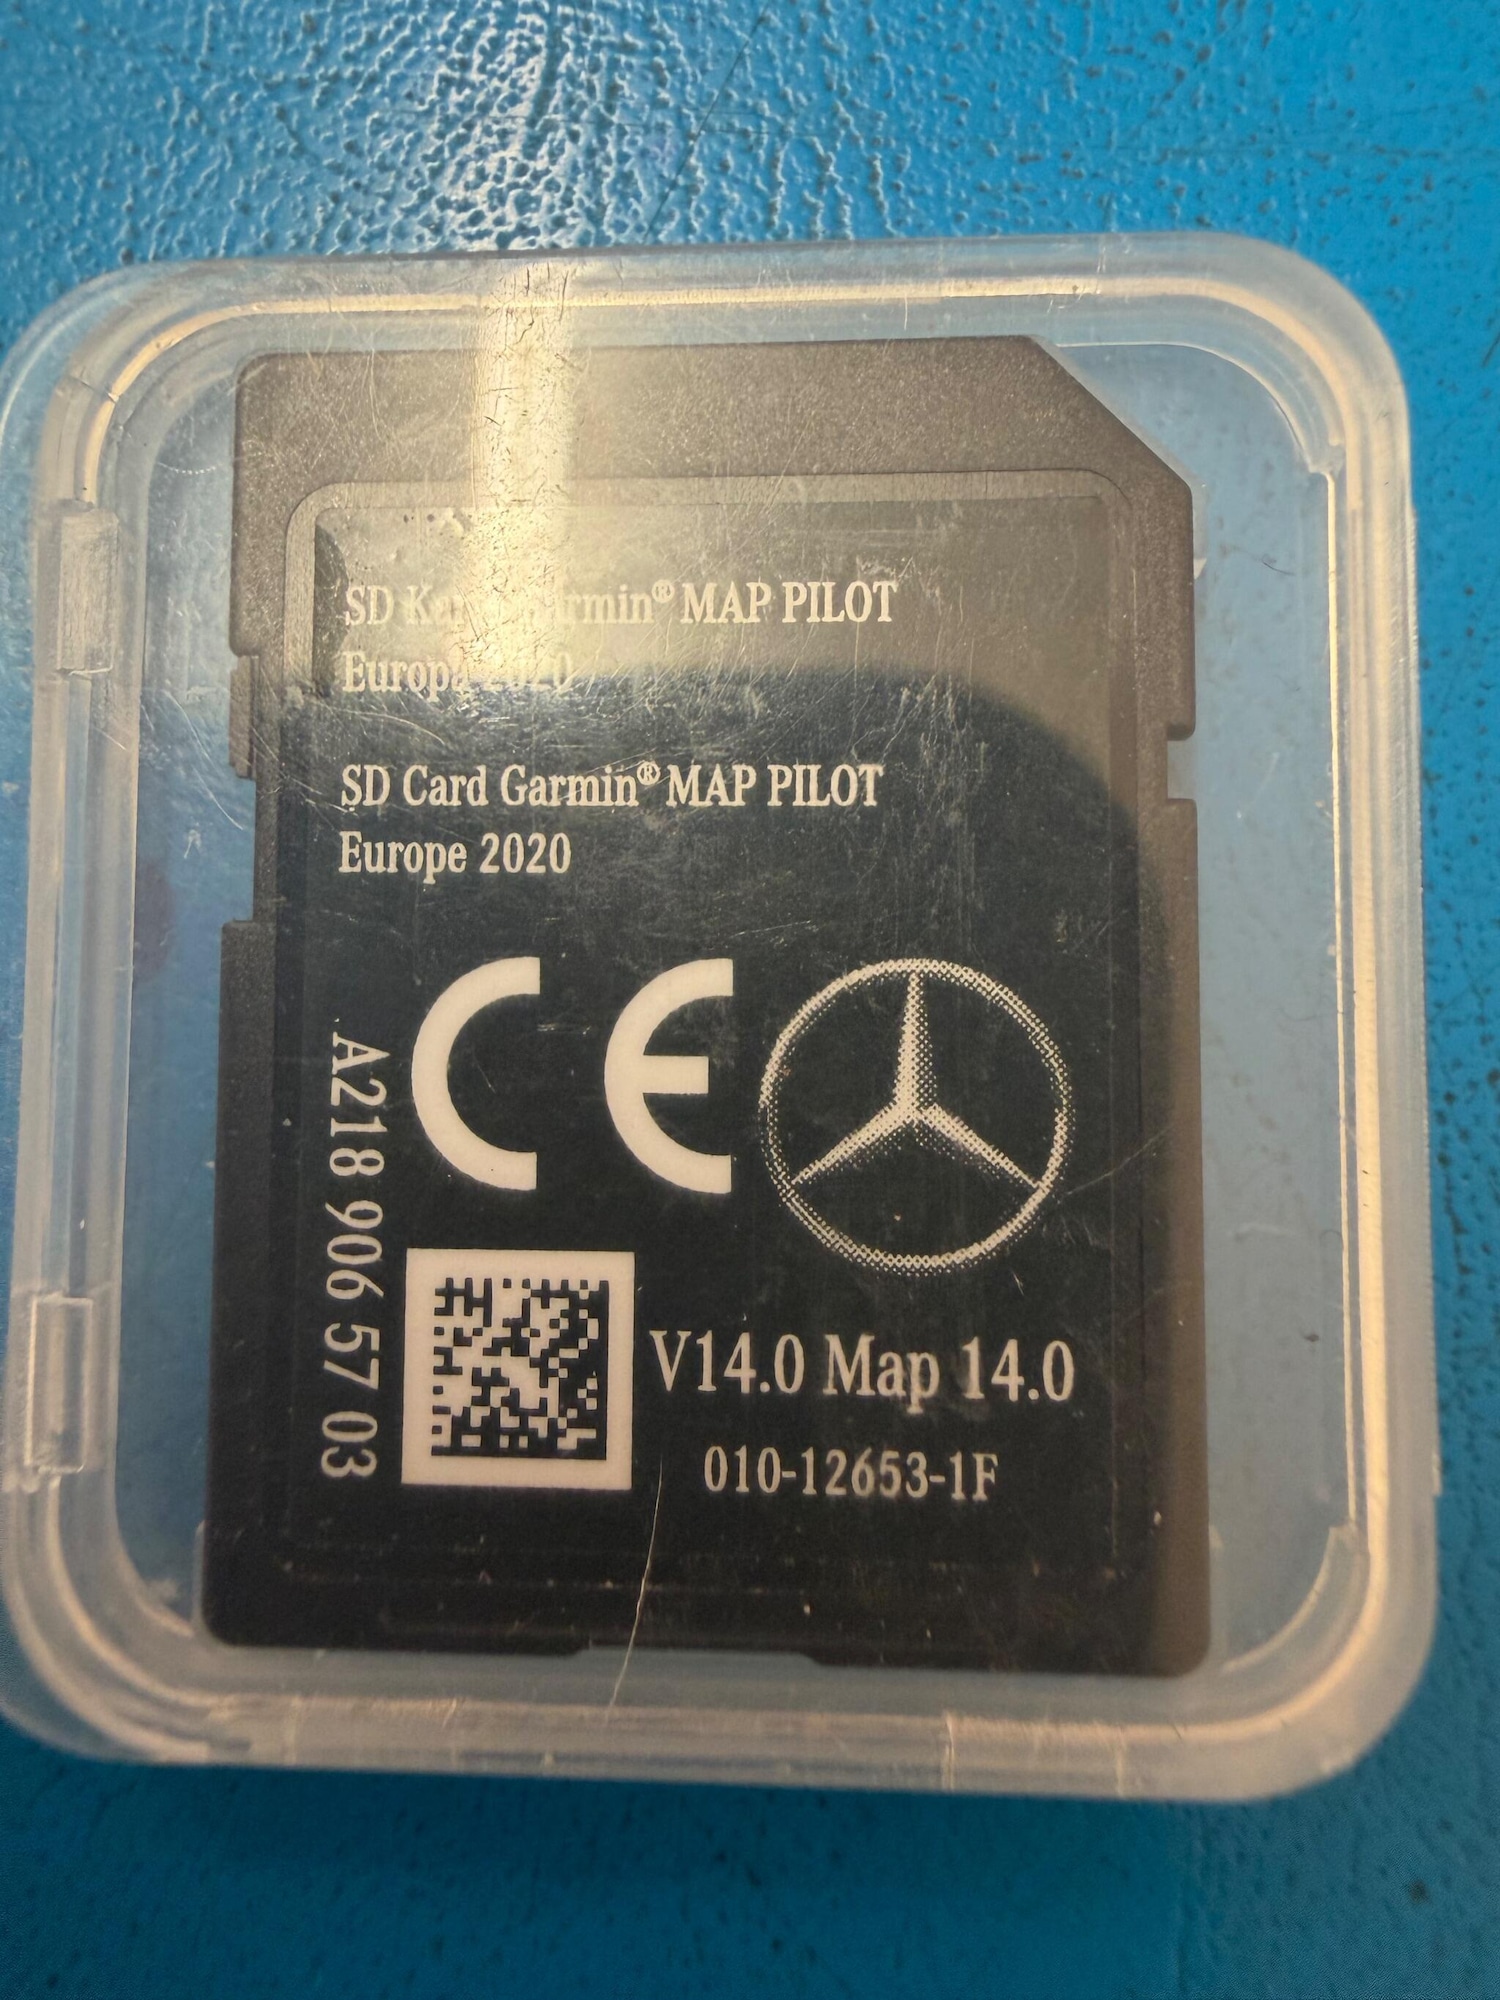 SD Garmin® MAP PILOT
Europa 2020
SD Card Garmin® MAP PILOT
Europe 2020
CE
A218 906 57 03
V14.0 Map 14.0
010-12653-1F